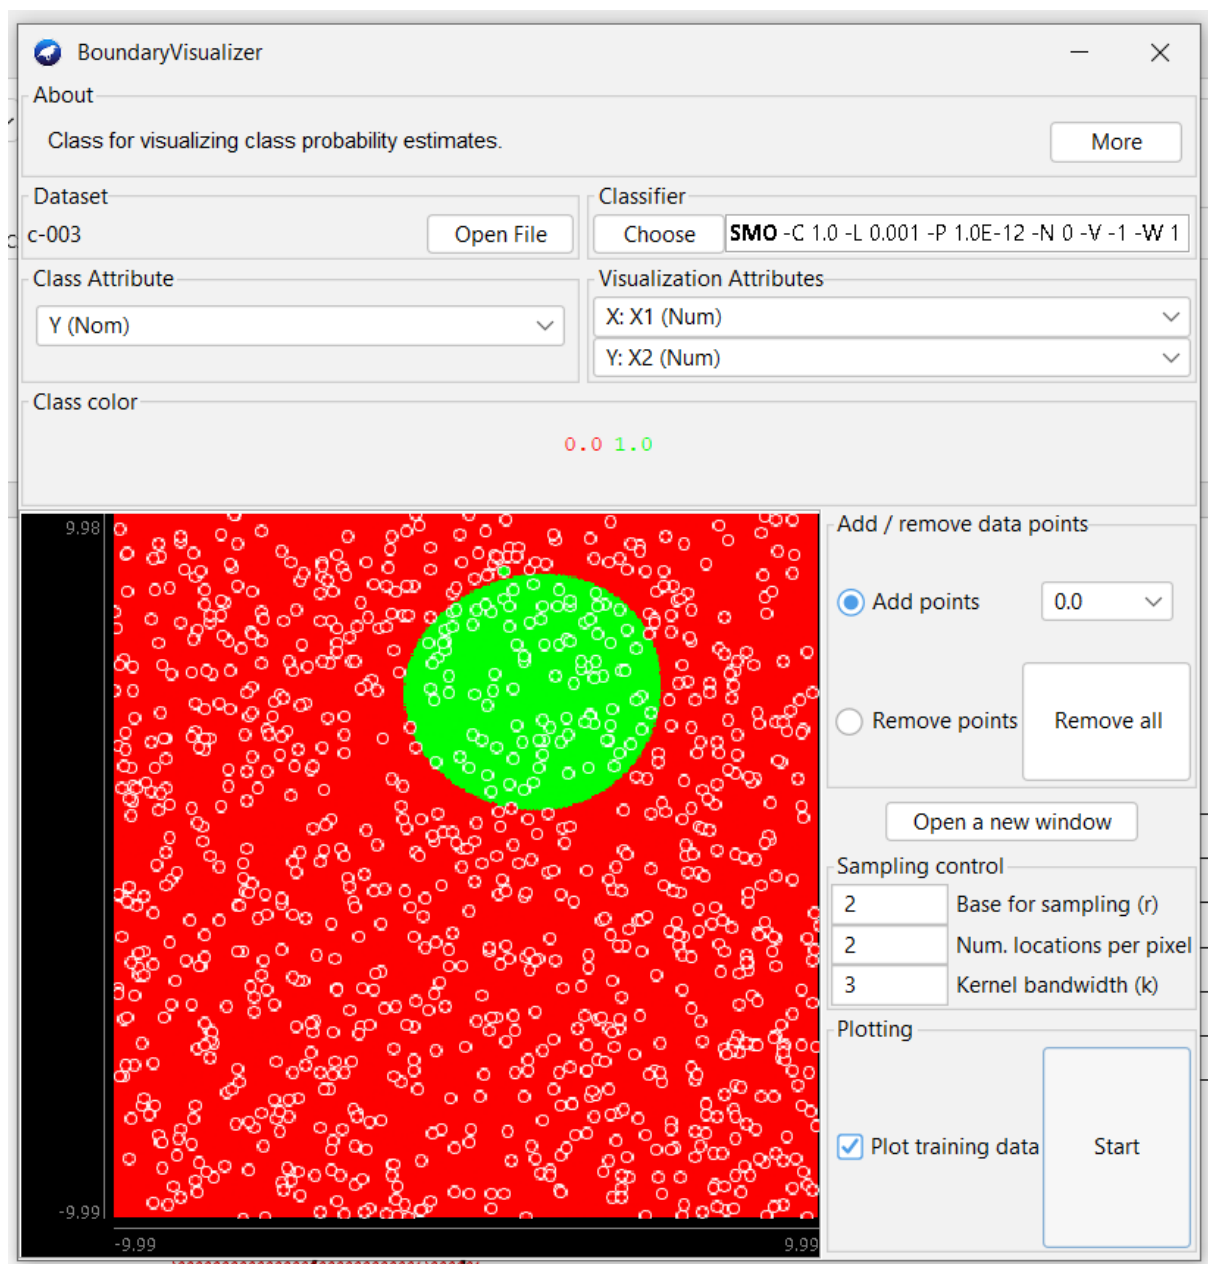 BoundaryVisualizer
About
Class for visualizing class probability estimates.
More
Dataset
c-003
Open File
Classifier
Choose
SMO -C 1.0 -L 0.001 -P 1.0E-12 -N 0 -V -1 -W 1
Class Attribute
Y (Nom)
Visualization Attributes
X: X1 (Num)
Y: X2 (Num)
Class color
0.0 1.0
9.98
-9.99
-9.99
9.99
Add / remove data points
Add points
0.0
Remove points
Remove all
Open a new window
Sampling control
2 Base for sampling (r)
2 Num. locations per pixel
3 Kernel bandwidth (k)
Plotting
Plot training data
Start